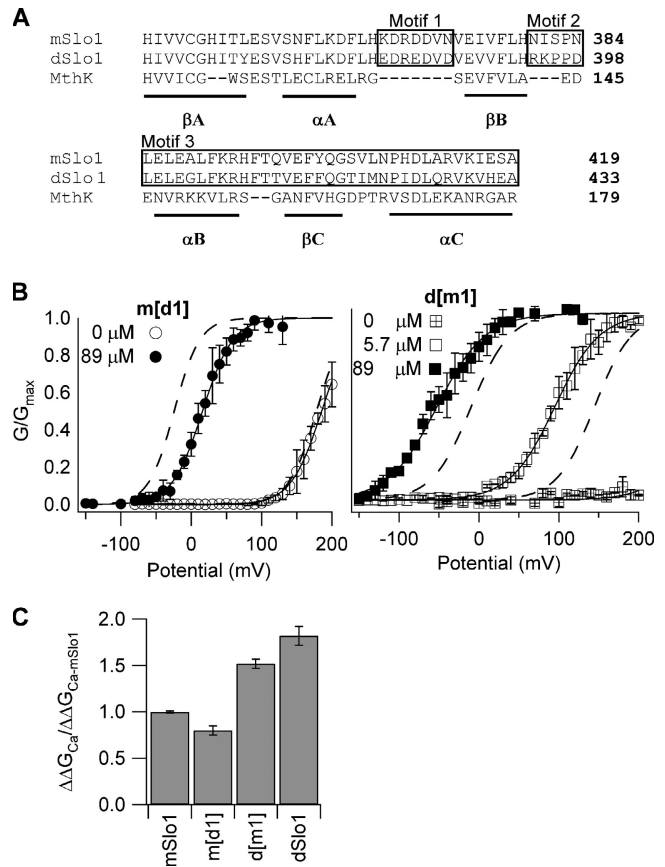 A
Motif 1 Motif 2
mSlo1 HIVVCGHITLESVSNFLKDFLHKDRDDVNVEIVFLHNISPN 384
dSlo1 HIVVCGHITYESVSHFLKDFLHEDREDVDVEVVFLHRKPPD 398
MthK HVVICG--WSESTLECLRELRG-------SEVFVLA---ED 145
βA αA βB
Motif 3
mSlo1 LELEALFKRHFTQVEFYQGSVLNPHDLARVKIESA 419
dSlo1 LELEGLFKRHFTTVEFFQGTIMNPIDLQRVKVHEA 433
MthK ENVRKKVLRS--GANFVHGDPTRVSDLEKANRGAR 179
αB βC αC
B
m[d1]
0 μM
89 μM
d[m1]
0 μM
5.7 μM
89 μM
G/Gmax
1.0
0.8
0.6
0.4
0.2
0.0
-100 0 100 200
Potential (mV)
-100 0 100 200
Potential (mV)
C
ΔΔG_Ca/ΔΔG_Ca-mSlo1
2.0
1.5
1.0
0.5
0.0
mSlo1
m[d1]
d[m1]
dSlo1